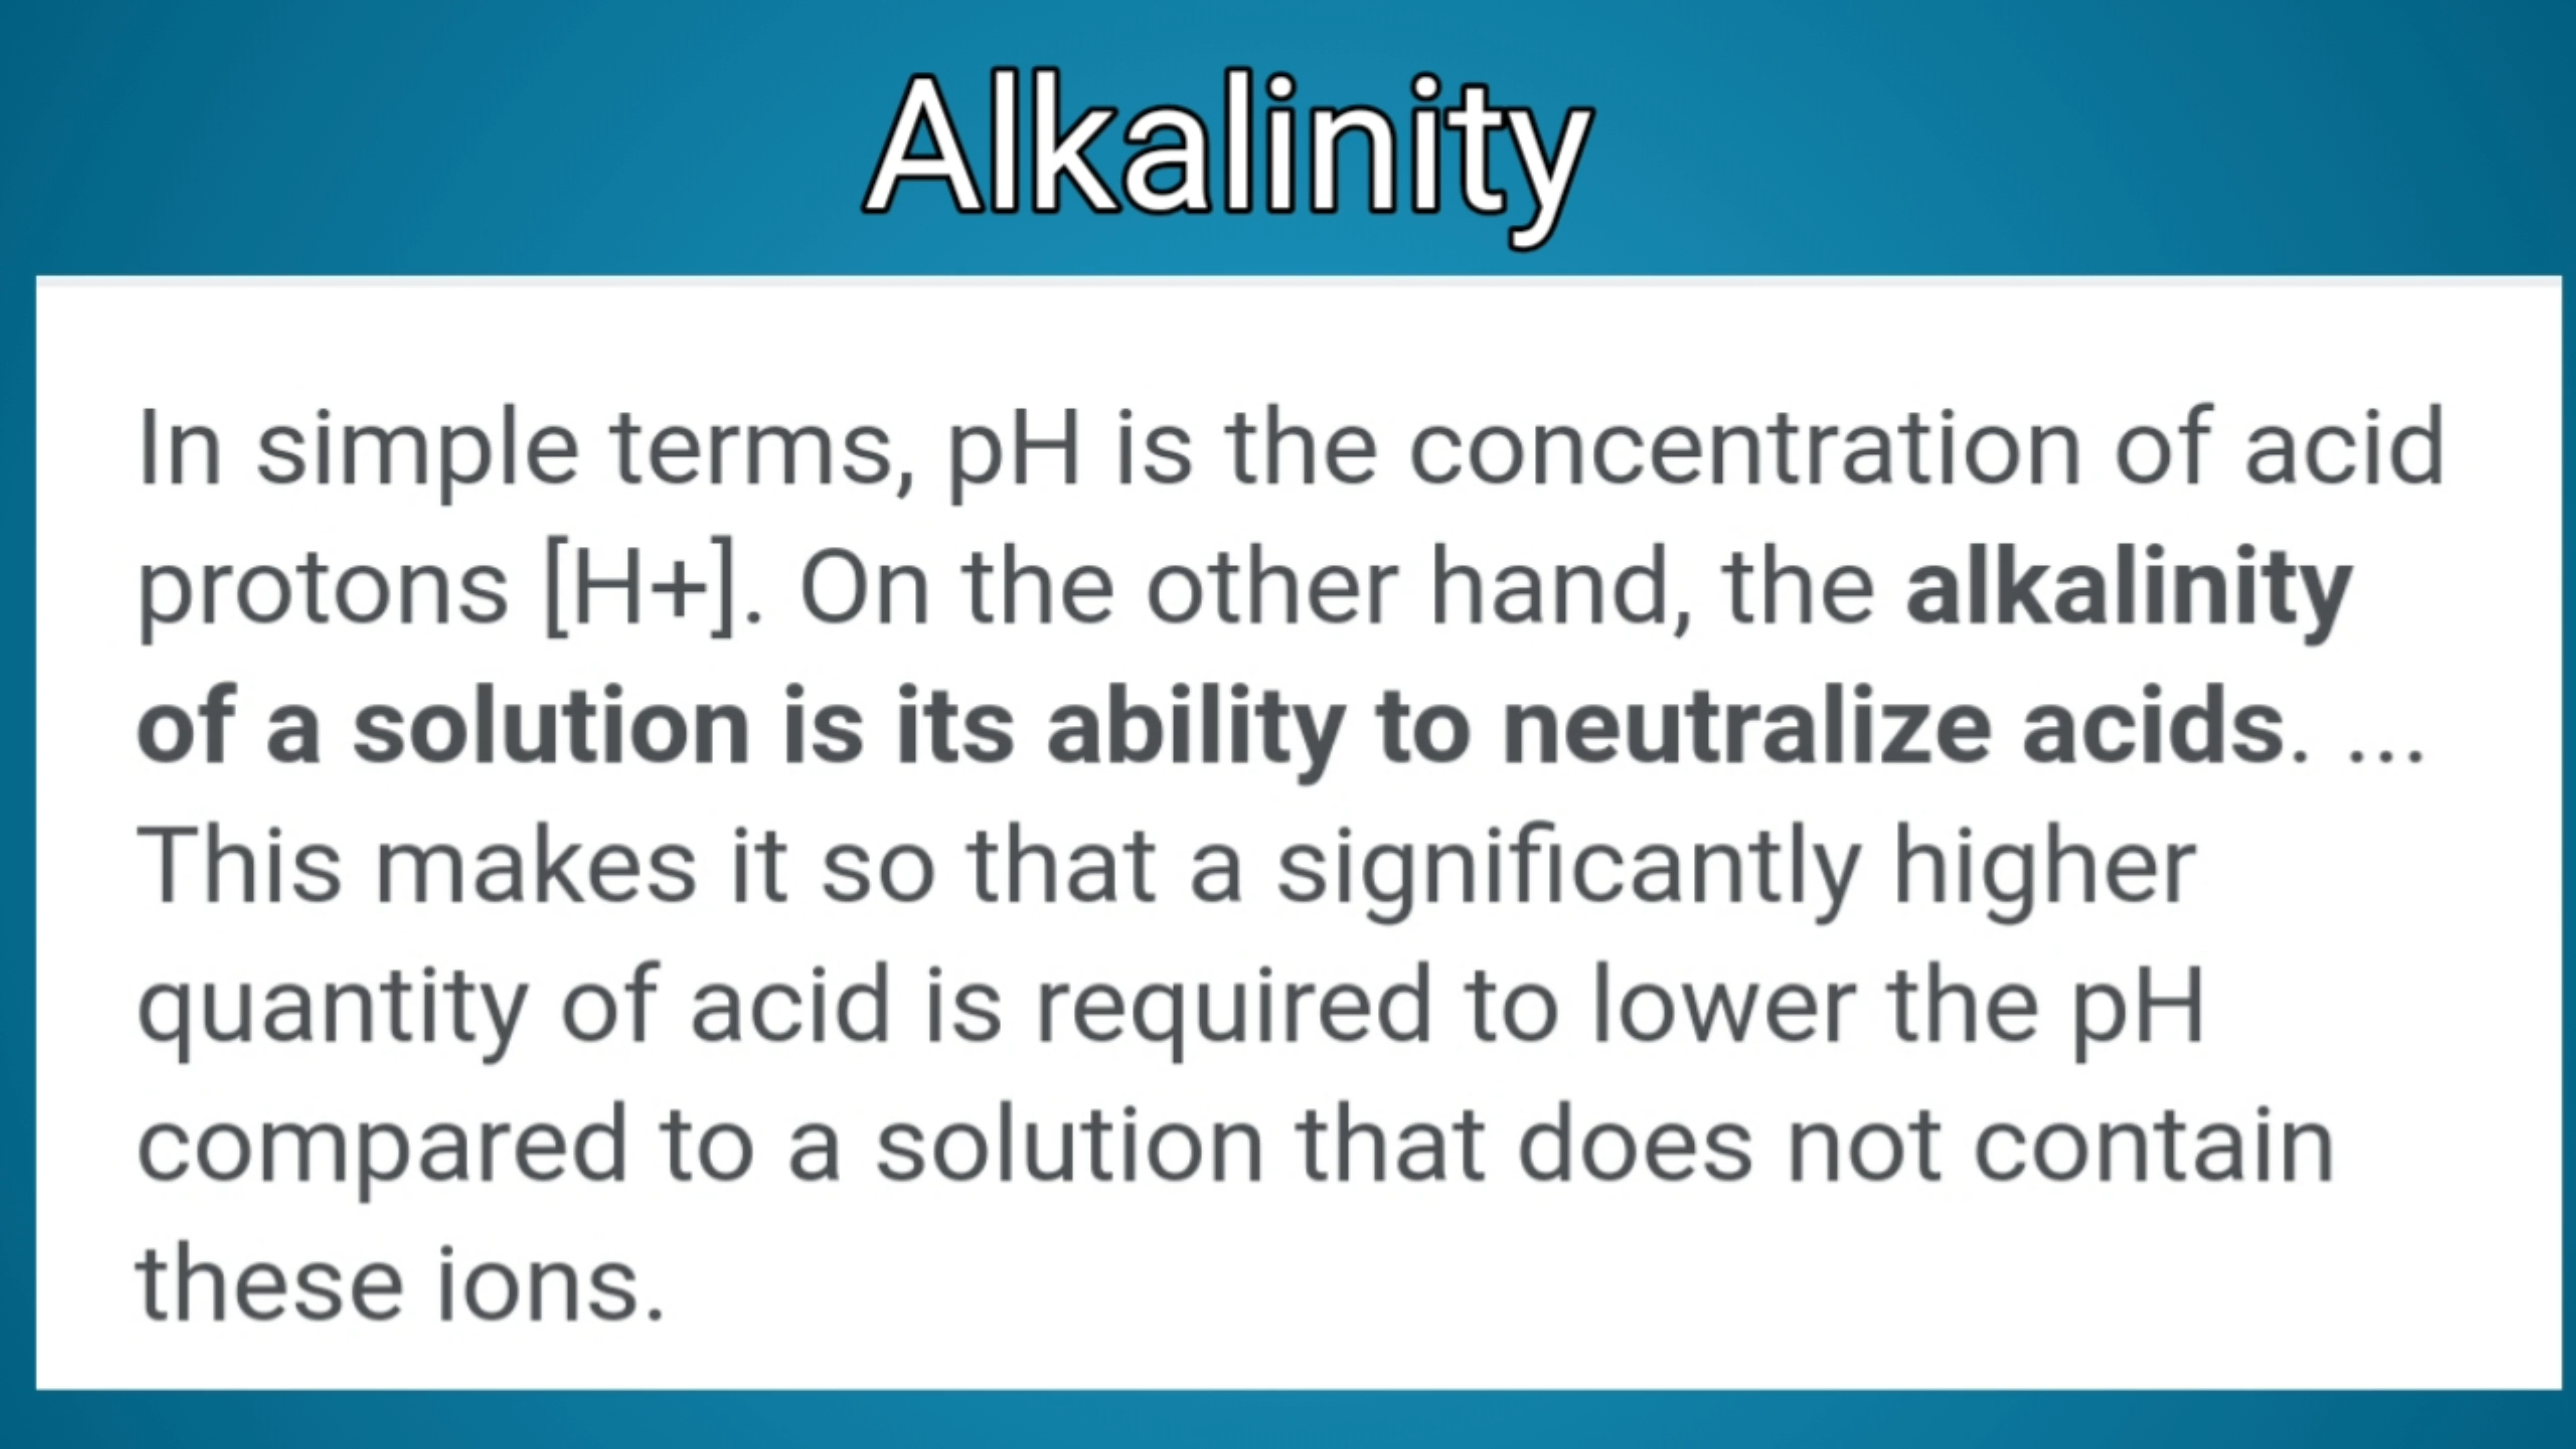 Alkalinity
In simple terms, pH is the concentration of acid
protons [H+]. On the other hand, the alkalinity
of a solution is its ability to neutralize acids. ...
This makes it so that a significantly higher
quantity of acid is required to lower the pH
compared to a solution that does not contain
these ions.